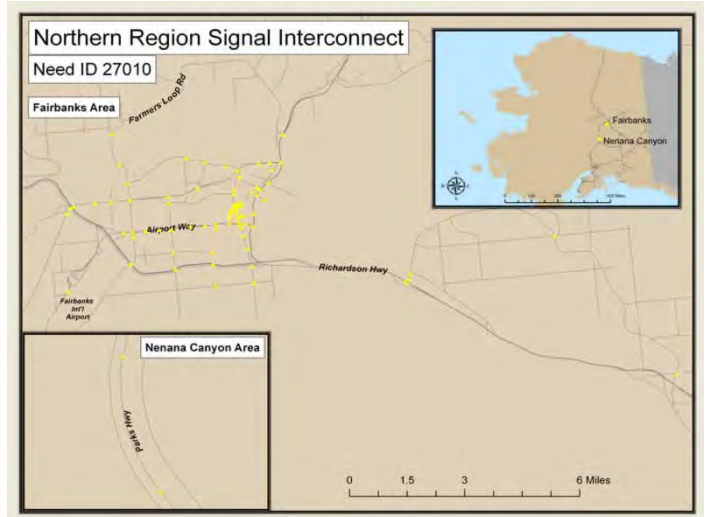 Northern Region Signal Interconnect
Need ID 27010
Fairbanks Area
Farmers Loop Rd
Fairbanks
Nenana Canyon
Airport Way
Richardson Hwy
Fairbanks
Int'l
Airport
Nenana Canyon Area
Parks Hwy
0 1.5 3 6 Miles